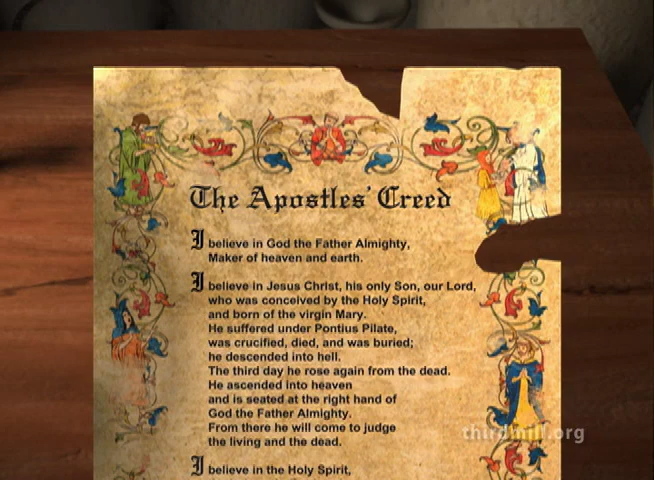 The Apostles' Creed
I believe in God the Father Almighty,
Maker of heaven and earth.
I believe in Jesus Christ, his only Son, our Lord,
who was conceived by the Holy Spirit,
and born of the virgin Mary.
He suffered under Pontius Pilate,
was crucified, died, and was buried;
he descended into hell.
The third day he rose again from the dead.
He ascended into heaven
and is seated at the right hand of
God the Father Almighty.
From there he will come to judge
the living and the dead.
thirdmill.org
I believe in the Holy Spirit,